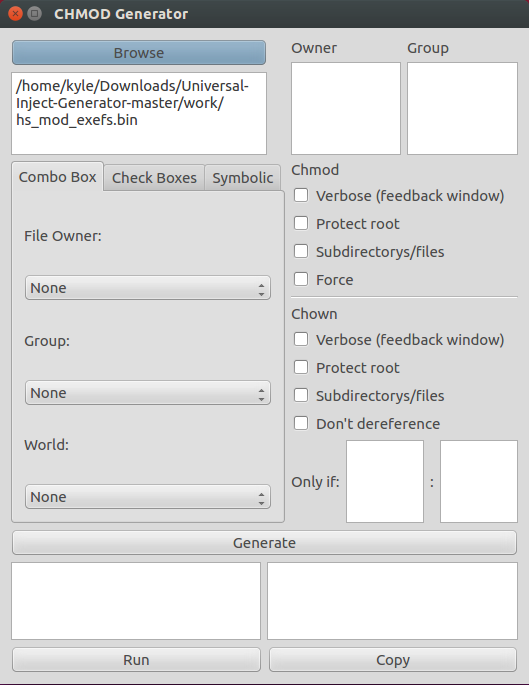 CHMOD Generator
Browse
/home/kyle/Downloads/Universal-
Inject-Generator-master/work/
hs_mod_exefs.bin
Owner
Group
Combo Box
Check Boxes
Symbolic
File Owner:
None
Group:
None
World:
None
Chmod
Verbose (feedback window)
Protect root
Subdirectorys/files
Force
Chown
Verbose (feedback window)
Protect root
Subdirectorys/files
Don't dereference
Only if:
:
Generate
Run
Copy